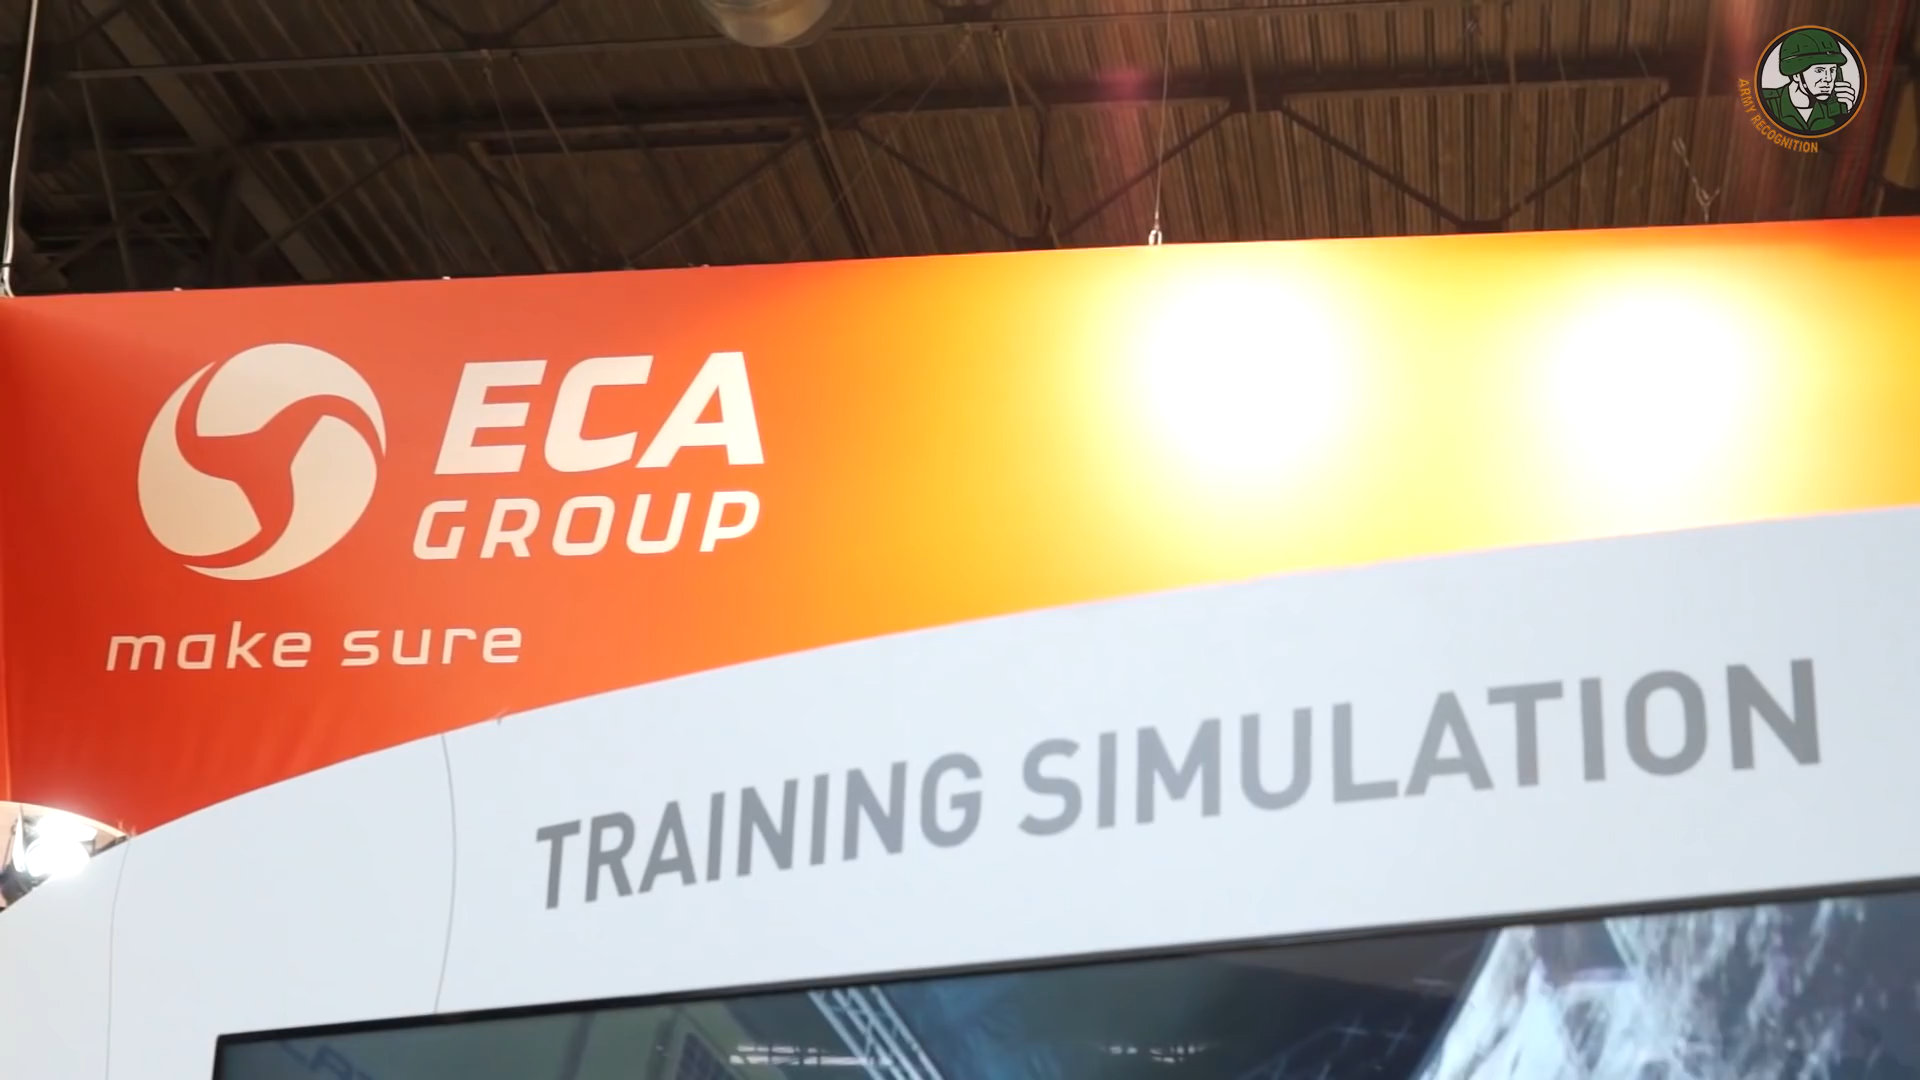 ARMY RECOGNITION
ECA
GROUP
make sure
TRAINING SIMULATION